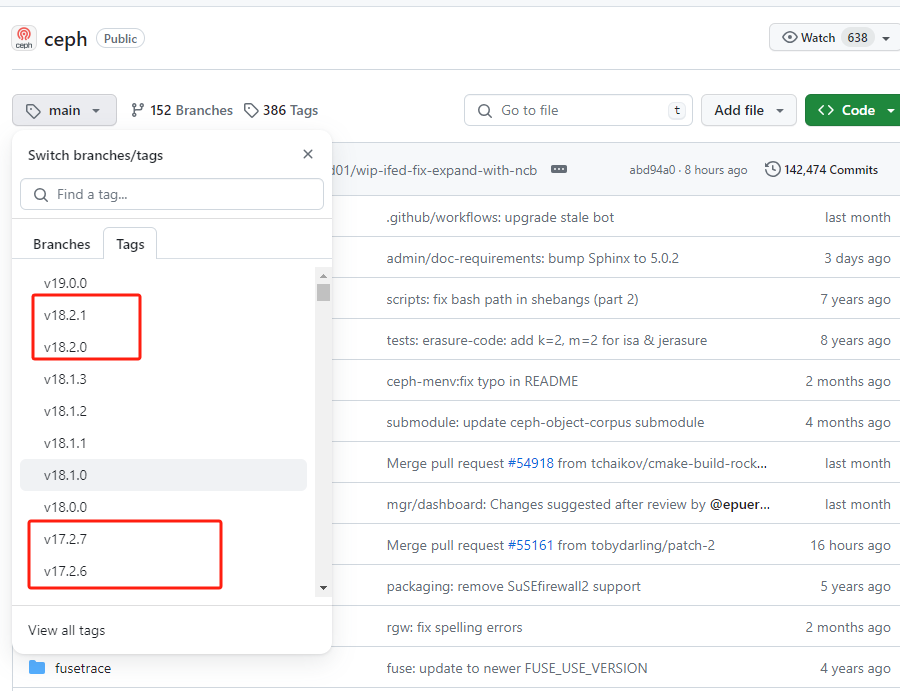 ceph
ceph Public
Watch 638
main
152 Branches
386 Tags
Go to file
t
Add file
Code
Switch branches/tags
Find a tag...
Branches
Tags
v19.0.0
v18.2.1
v18.2.0
v18.1.3
v18.1.2
v18.1.1
v18.1.0
v18.0.0
v17.2.7
v17.2.6
View all tags
01/wip-ifed-fix-expand-with-ncb
abd94a0 · 8 hours ago
142,474 Commits
.github/workflows: upgrade stale bot last month
admin/doc-requirements: bump Sphinx to 5.0.2 3 days ago
scripts: fix bash path in shebangs (part 2) 7 years ago
tests: erasure-code: add k=2, m=2 for isa & jerasure 8 years ago
ceph-menv:fix typo in README 2 months ago
submodule: update ceph-object-corpus submodule 4 months ago
Merge pull request #54918 from tchaikov/cmake-build-rock... last month
mgr/dashboard: Changes suggested after review by @epuer... last month
Merge pull request #55161 from tobydarling/patch-2 16 hours ago
packaging: remove SuSEfirewall2 support 5 years ago
rgw: fix spelling errors 2 months ago
fusetrace fuse: update to newer FUSE_USE_VERSION 4 years ago